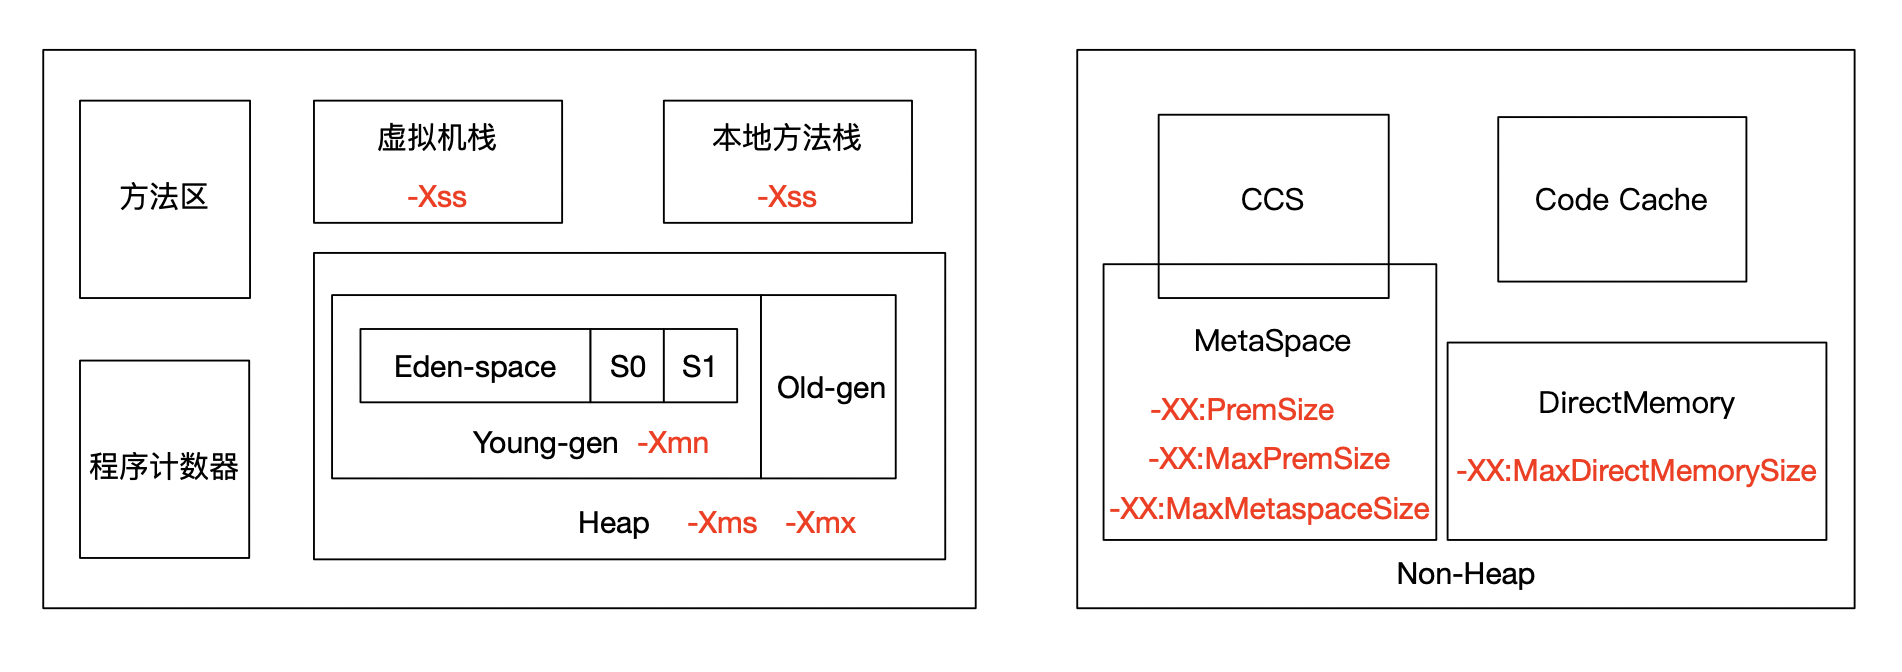 方法区
虚拟机栈
-Xss
本地方法栈
-Xss
程序计数器
Eden-space
S0
S1
Young-gen -Xmn
Old-gen
Heap -Xms -Xmx
CCS
Code Cache
MetaSpace
-XX:PremSize
-XX:MaxPremSize
-XX:MaxMetaspaceSize
DirectMemory
-XX:MaxDirectMemorySize
Non-Heap